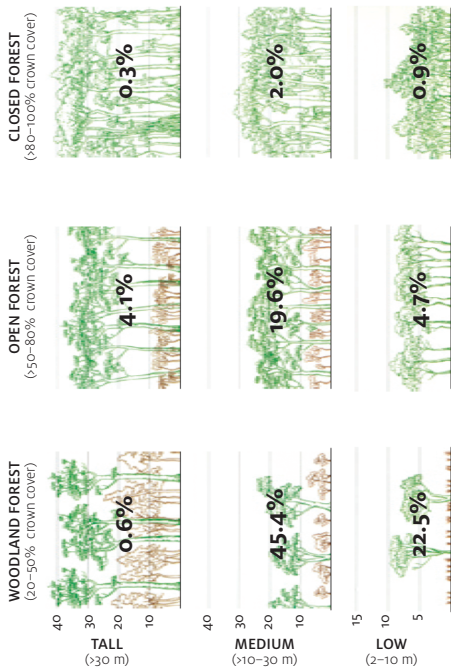 WOODLAND FOREST
(20–50% crown cover)
OPEN FOREST
(>50–80% crown cover)
CLOSED FOREST
(>80–100% crown cover)
40
30
20
10
0.6%
4.1%
0.3%
TALL
(>30 m)
40
30
20
10
45.4%
19.6%
2.0%
MEDIUM
(>10–30 m)
15
10
5
22.5%
4.7%
0.9%
LOW
(2–10 m)